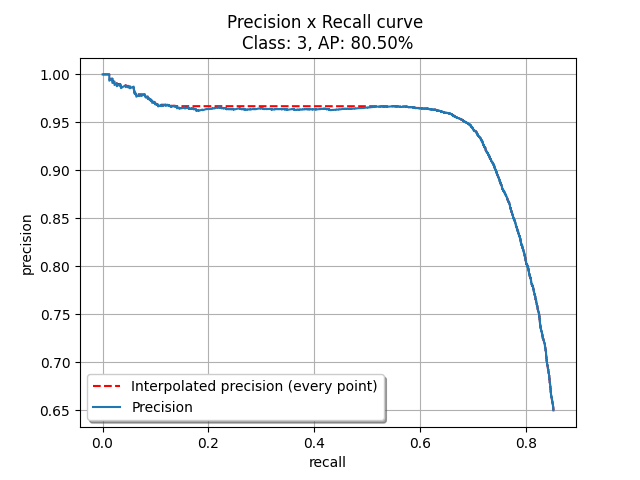 Precision x Recall curve
Class: 3, AP: 80.50%
1.00
0.95
0.90
0.85
0.80
0.75
0.70
0.65
precision
Interpolated precision (every point)
Precision
0.0 0.2 0.4 0.6 0.8
recall